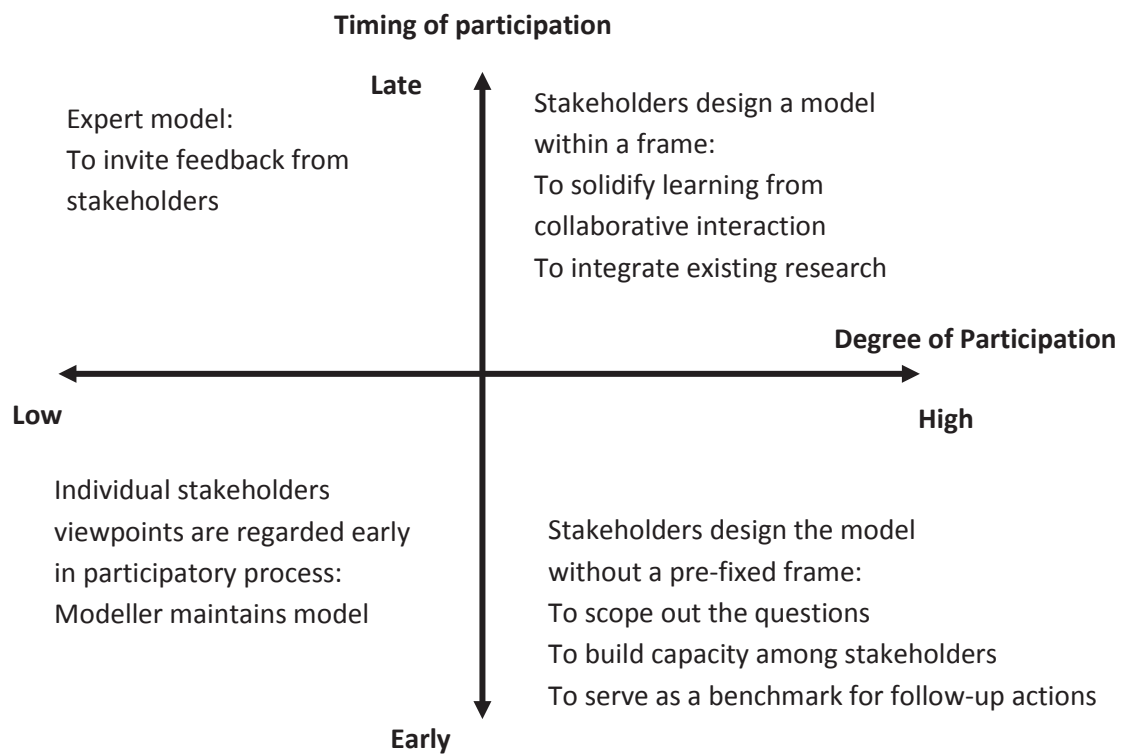 Timing of participation
Late
Expert model:
To invite feedback from
stakeholders
Stakeholders design a model
within a frame:
To solidify learning from
collaborative interaction
To integrate existing research
Degree of Participation
Low
High
Individual stakeholders
viewpoints are regarded early
in participatory process:
Modeller maintains model
Stakeholders design the model
without a pre-fixed frame:
To scope out the questions
To build capacity among stakeholders
To serve as a benchmark for follow-up actions
Early